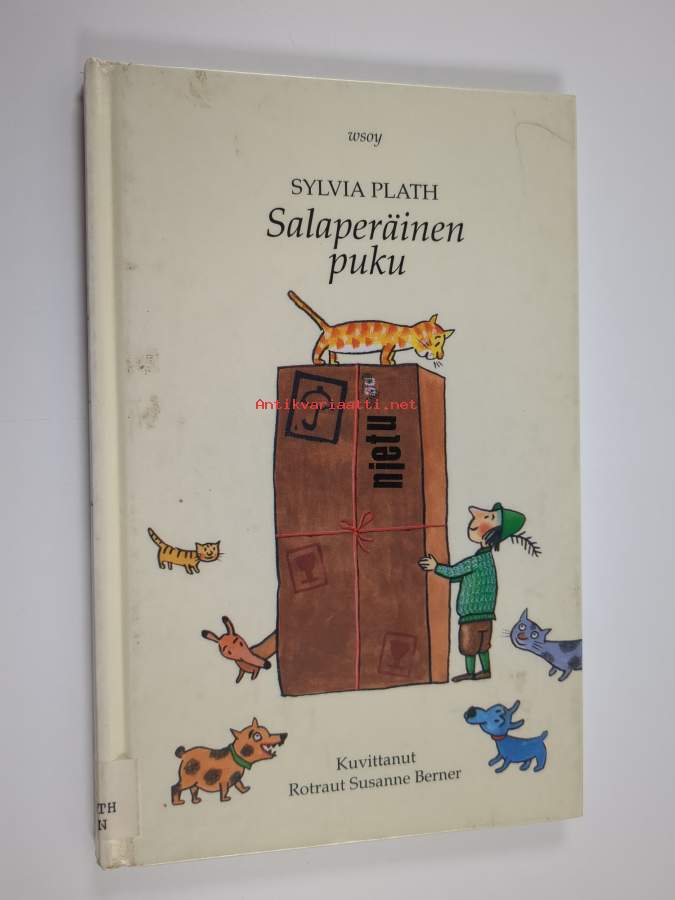 wsoy
SYLVIA PLATH
Salaperäinen
puku
Antikvariaatti.net
nietu
Kuvittanut
Rotraut Susanne Berner
TH
N